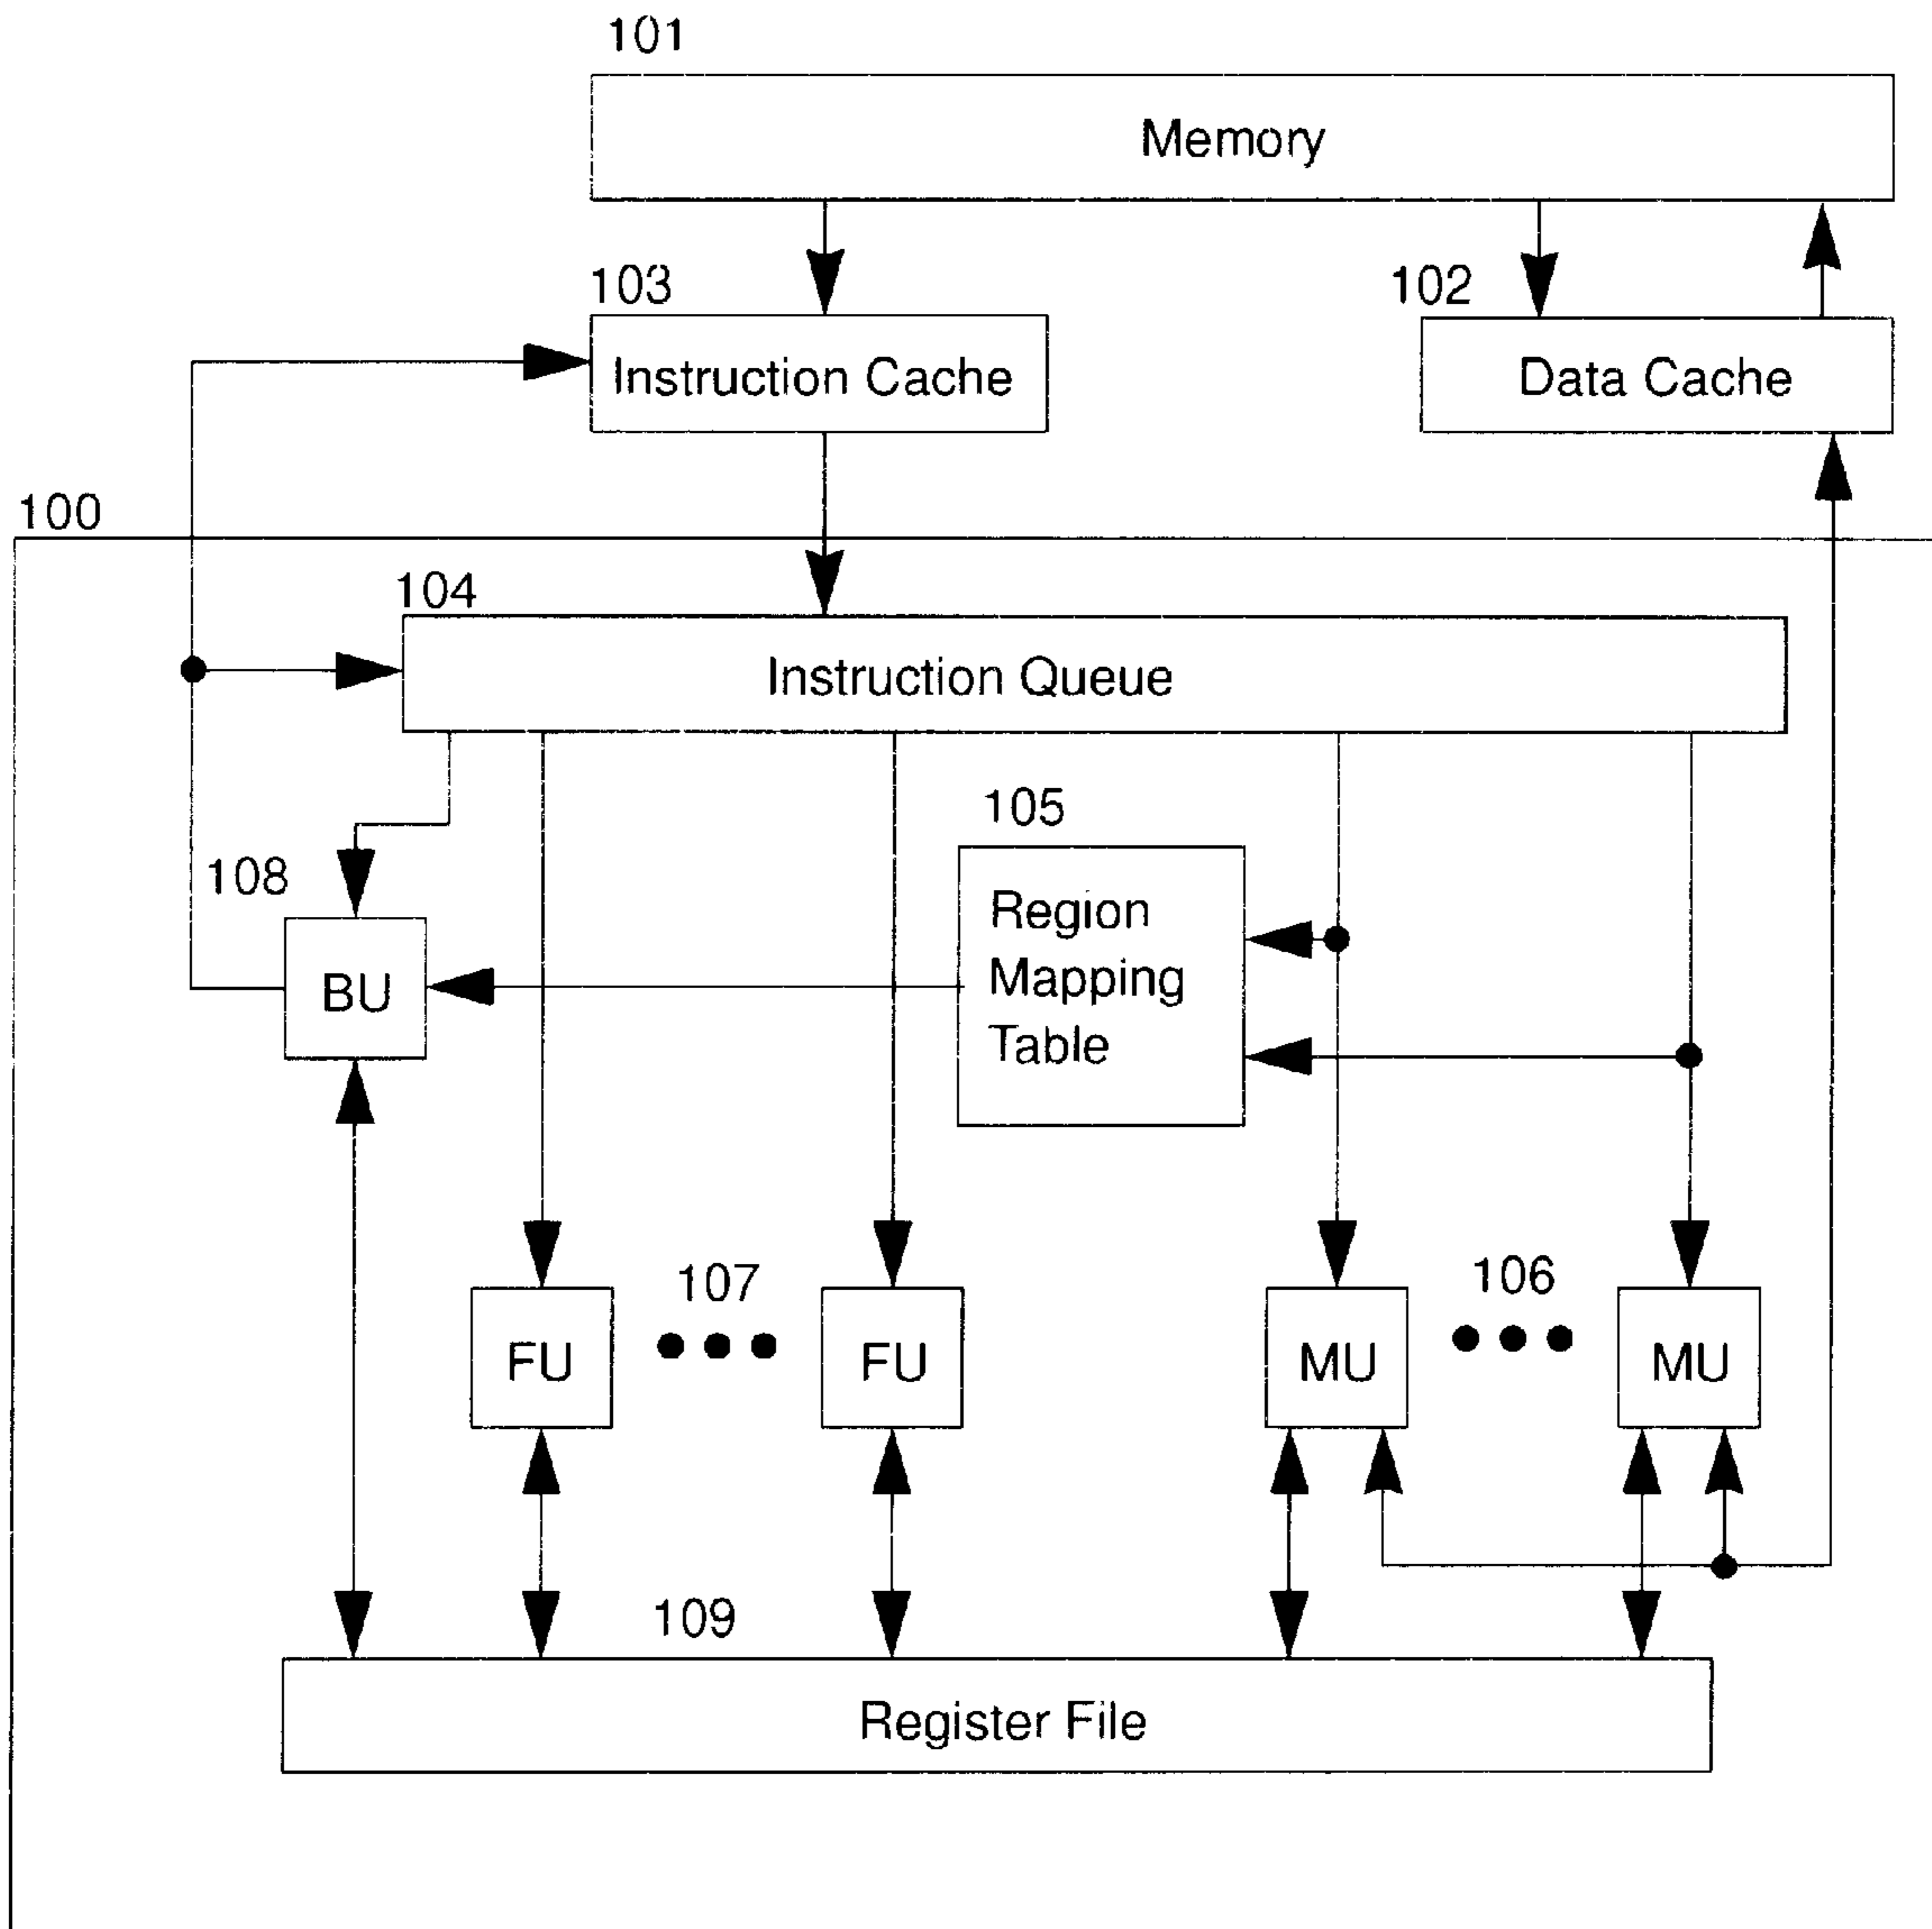 101
Memory
103
102
Instruction Cache
Data Cache
100
104
Instruction Queue
105
108
Region
Mapping
Table
BU
107
106
FU
FU
MU
MU
109
Register File